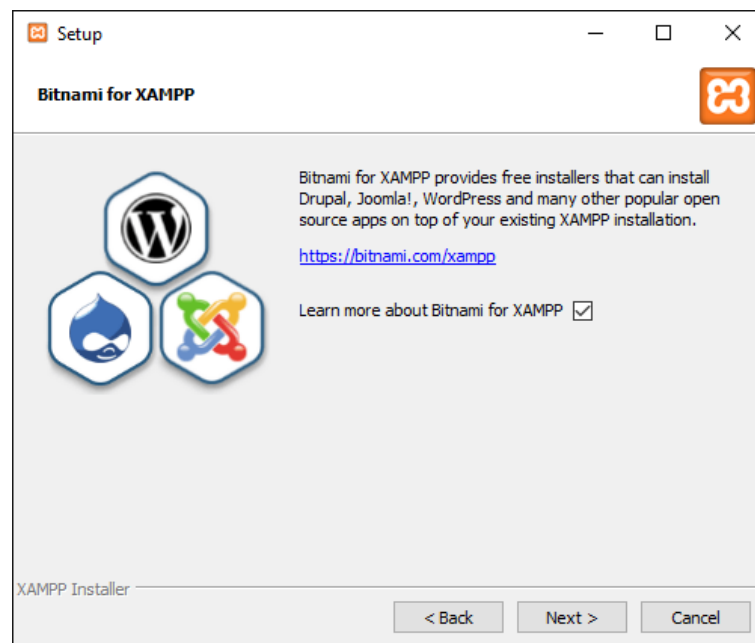 Setup
Bitnami for XAMPP
Bitnami for XAMPP provides free installers that can install
Drupal, Joomla!, WordPress and many other popular open
source apps on top of your existing XAMPP installation.
https://bitnami.com/xampp
Learn more about Bitnami for XAMPP
XAMPP Installer
< Back
Next >
Cancel